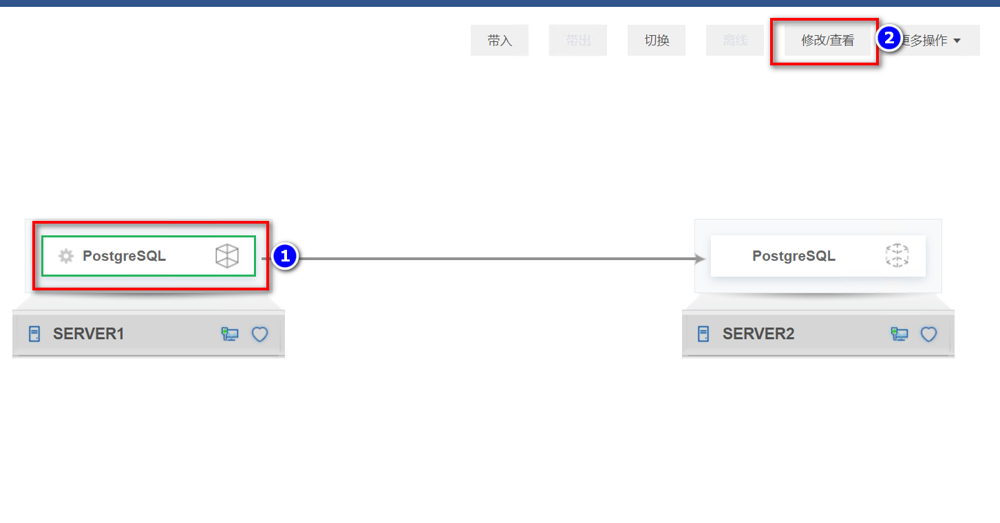 带入
带出
切换
离线
修改/查看
2
更多操作
PostgreSQL
1
PostgreSQL
SERVER1
SERVER2